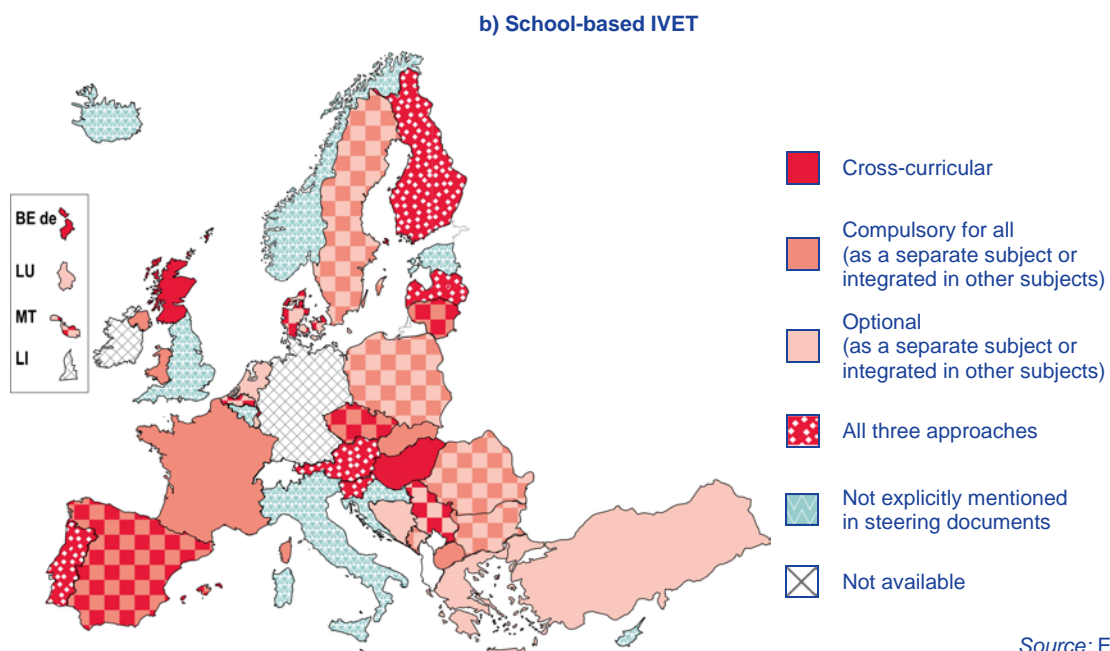 b) School-based IVET
BE de
LU
MT
LI
Cross-curricular
Compulsory for all
(as a separate subject or
integrated in other subjects)
Optional
(as a separate subject or
integrated in other subjects)
All three approaches
Not explicitly mentioned
in steering documents
Not available
Source: E